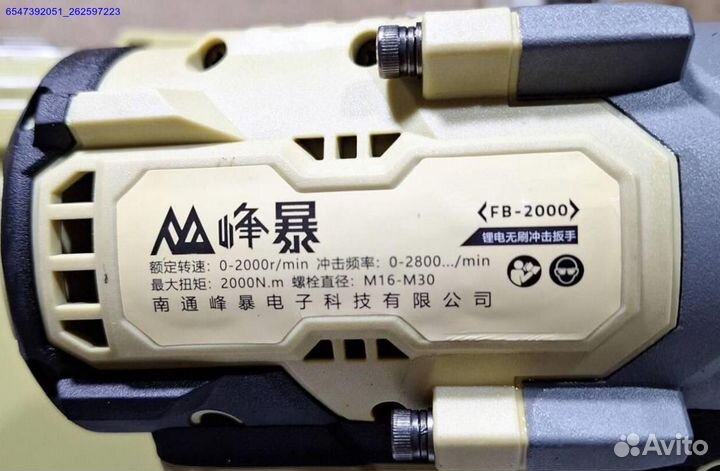 6547392051_262597223
峰暴
<FB-2000>
锂电无刷冲击扳手
额定转速: 0-2000r/min 冲击频率: 0-2800.../min
最大扭矩: 2000N.m 螺栓直径: M16-M30
南通峰暴电子科技有限公司
Avito